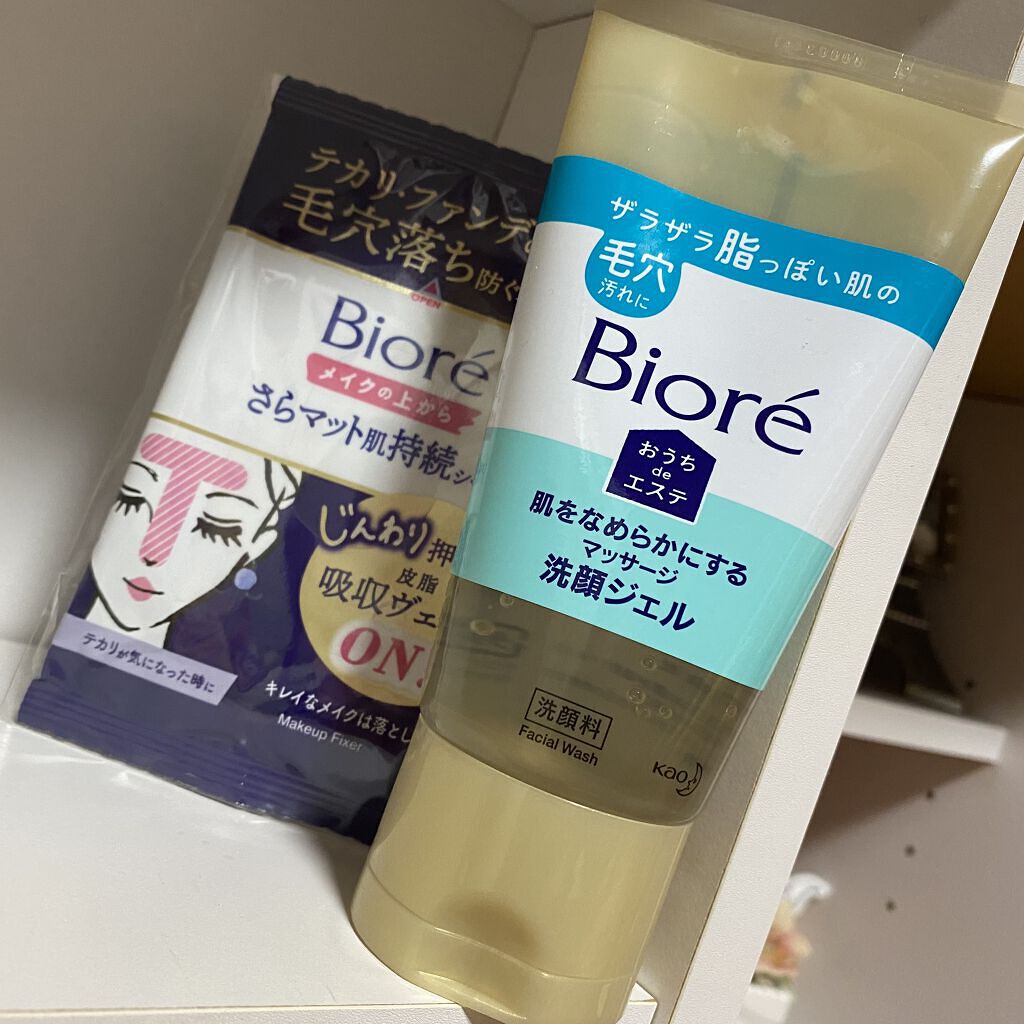 テカリ・ファンデの
毛穴落ち防ぐ
OPEN
Bioré
メイクの上から
さらマット肌持続シ
じんわり押
皮脂
吸収ヴェ
ON!
テカリが気になった時に
キレイなメイクは落とし
Makeup Fixer
ザラザラ脂っぽい肌の
毛穴
汚れに
Bioré
おうち
de
エステ
肌をなめらかにする
マッサージ
洗顔ジェル
洗顔料
Facial Wash
Kao